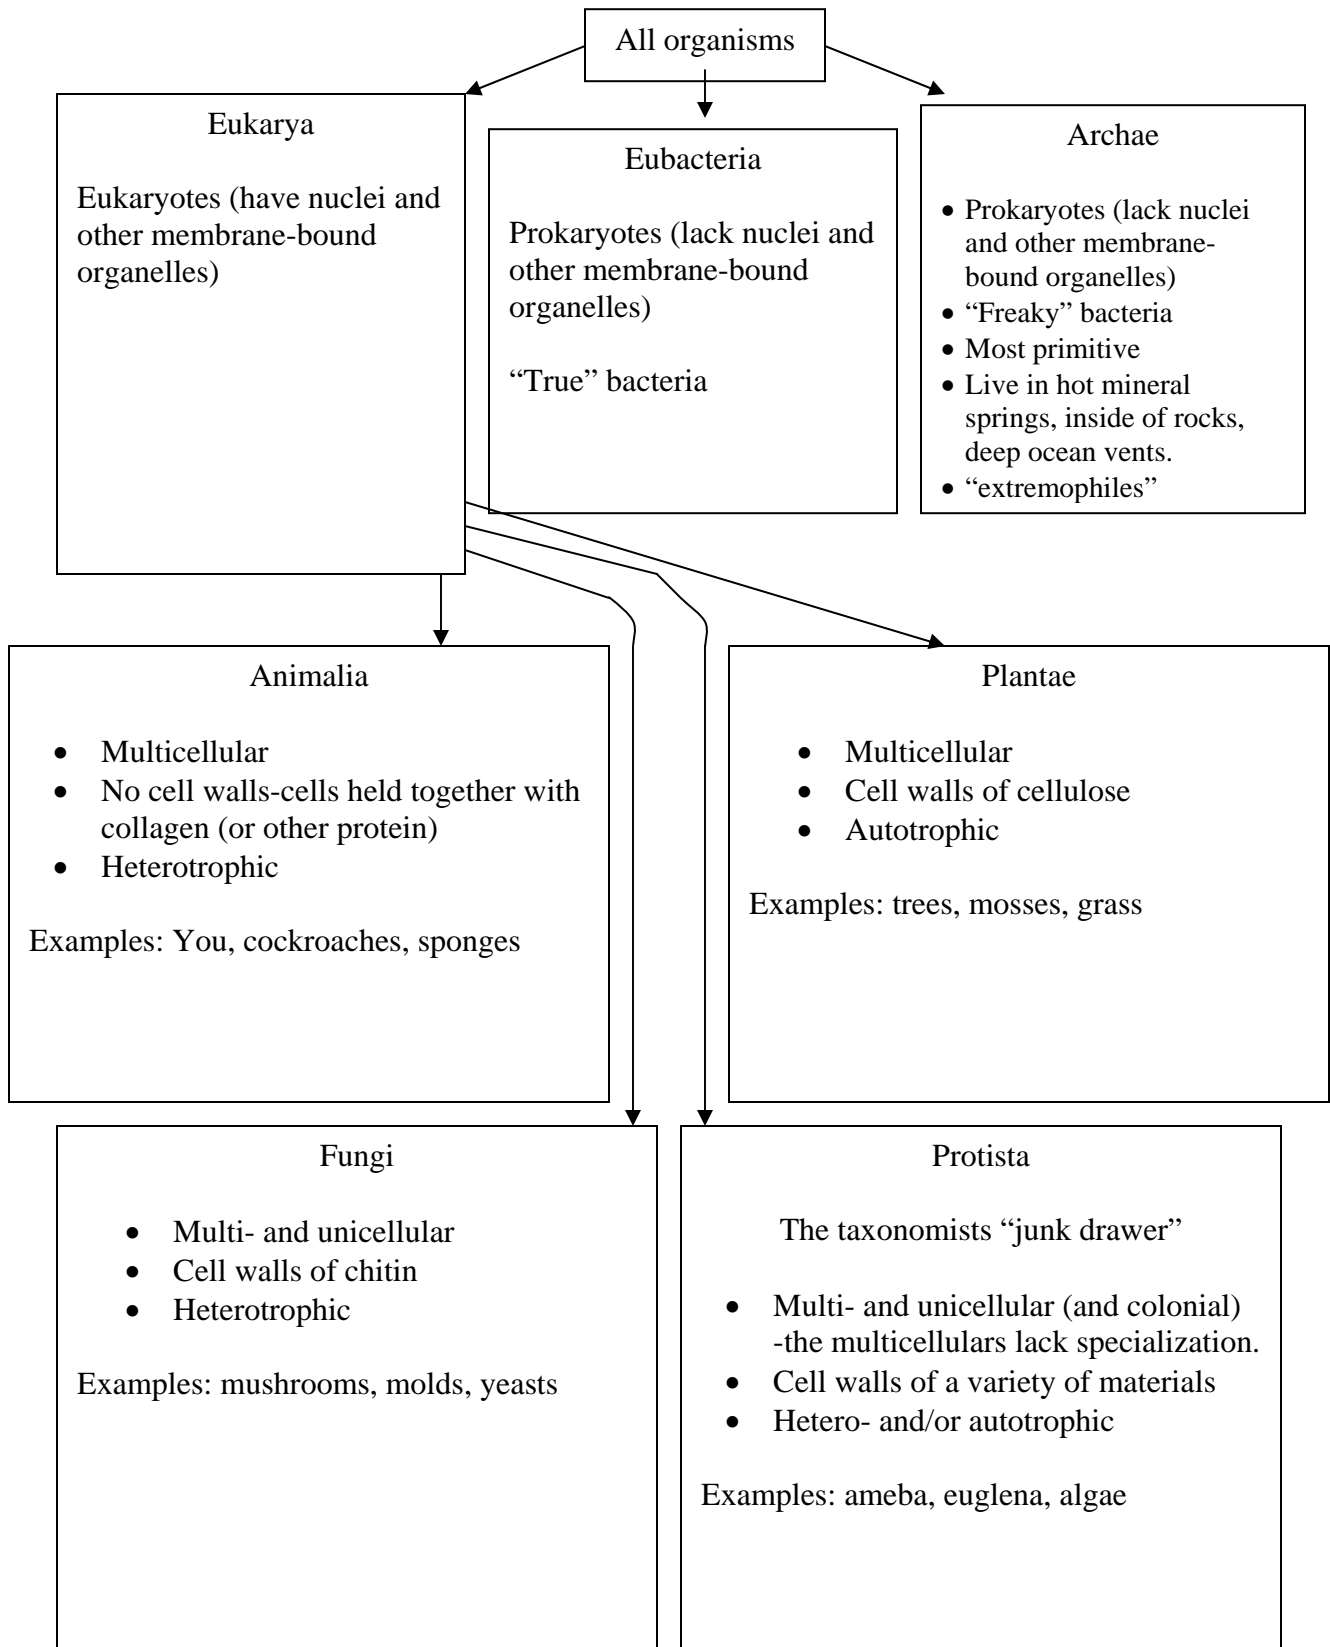 All organisms
Eukarya
Eukaryotes (have nuclei and
other membrane-bound
organelles)
Eubacteria
Prokaryotes (lack nuclei and
other membrane-bound
organelles)
“True” bacteria
Archae
• Prokaryotes (lack nuclei
and other membrane-
bound organelles)
• “Freaky” bacteria
• Most primitive
• Live in hot mineral
springs, inside of rocks,
deep ocean vents.
• “extremophiles”
Animalia
• Multicellular
• No cell walls-cells held together with
collagen (or other protein)
• Heterotrophic
Examples: You, cockroaches, sponges
Plantae
• Multicellular
• Cell walls of cellulose
• Autotrophic
Examples: trees, mosses, grass
Fungi
• Multi- and unicellular
• Cell walls of chitin
• Heterotrophic
Examples: mushrooms, molds, yeasts
Protista
The taxonomists “junk drawer”
• Multi- and unicellular (and colonial)
-the multicellulars lack specialization.
• Cell walls of a variety of materials
• Hetero- and/or autotrophic
Examples: ameba, euglena, algae